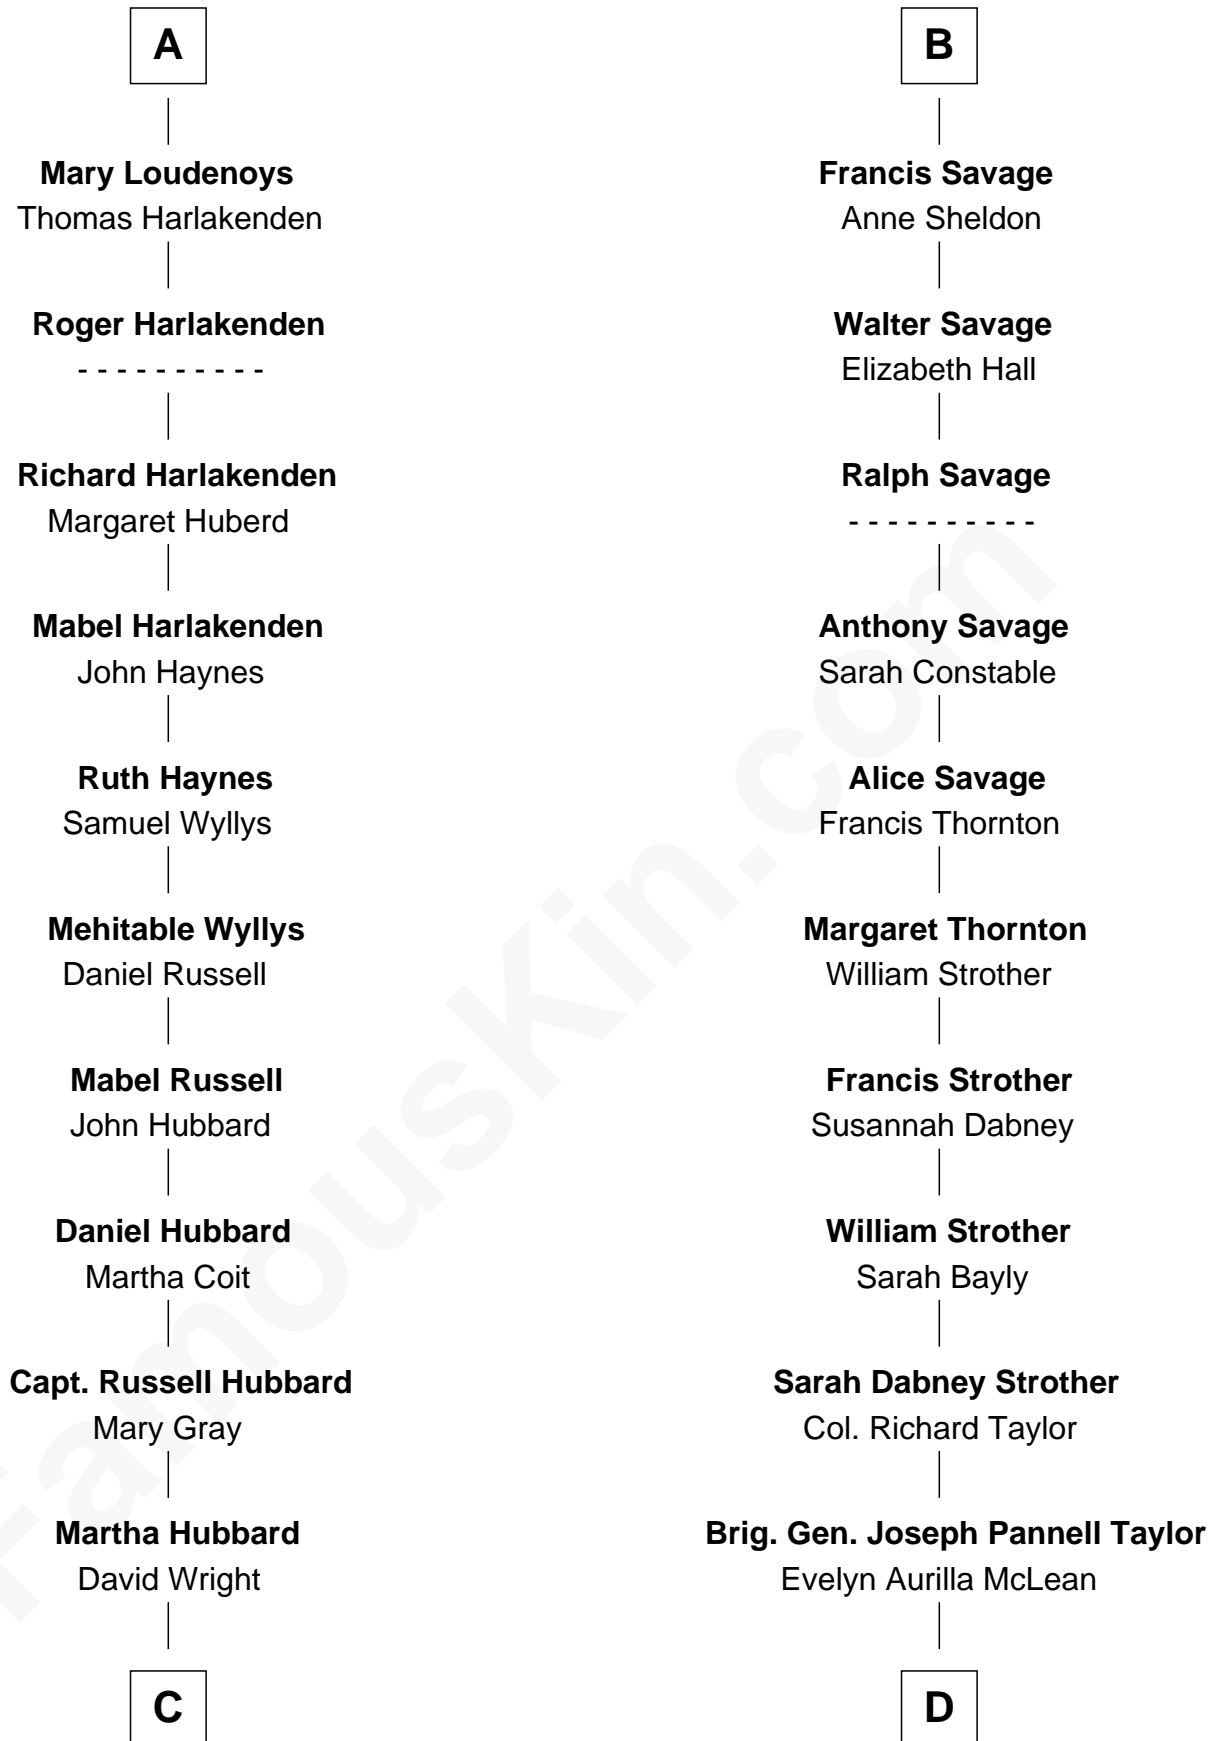 A
Mary Loudenoys
Thomas Harlakenden
Roger Harlakenden
- - - - - - - - - -
Richard Harlakenden
Margaret Huberd
Mabel Harlakenden
John Haynes
Ruth Haynes
Samuel Wyllys
Mehitable Wyllys
Daniel Russell
Mabel Russell
John Hubbard
Daniel Hubbard
Martha Coit
Capt. Russell Hubbard
Mary Gray
Martha Hubbard
David Wright
C
B
Francis Savage
Anne Sheldon
Walter Savage
Elizabeth Hall
Ralph Savage
- - - - - - - - - -
Anthony Savage
Sarah Constable
Alice Savage
Francis Thornton
Margaret Thornton
William Strother
Francis Strother
Susannah Dabney
William Strother
Sarah Bayly
Sarah Dabney Strother
Col. Richard Taylor
Brig. Gen. Joseph Pannell Taylor
Evelyn Aurilla McLean
D
FamousKin.com